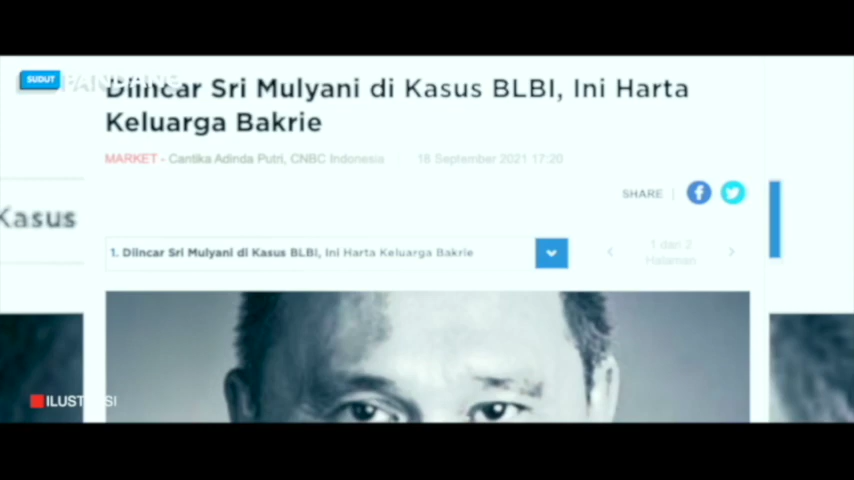 SUDUT PANDANG
Diincar Sri Mulyani di Kasus BLBI, Ini Harta
Keluarga Bakrie
MARKET - Cantika Adinda Putri, CNBC Indonesia
18 September 2021 17:20
Kasus
SHARE
1. Diincar Sri Mulyani di Kasus BLBI, Ini Harta Keluarga Bakrie
1 dari 2
Halaman
ILUSTRASI